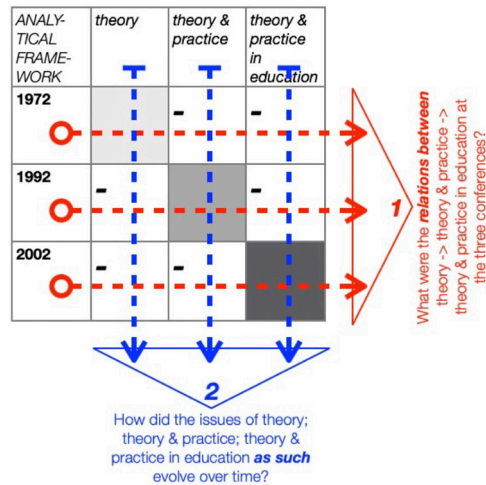 ANALY-
TICAL
FRAME-
WORK
theory
theory &
practice
theory &
practice
in
education
1972
-
-
1992
-
-
2002
-
-
1
What were the relations between
theory -> theory & practice ->
theory & practice in education at
the three conferences?
2
How did the issues of theory;
theory & practice; theory &
practice in education as such
evolve over time?